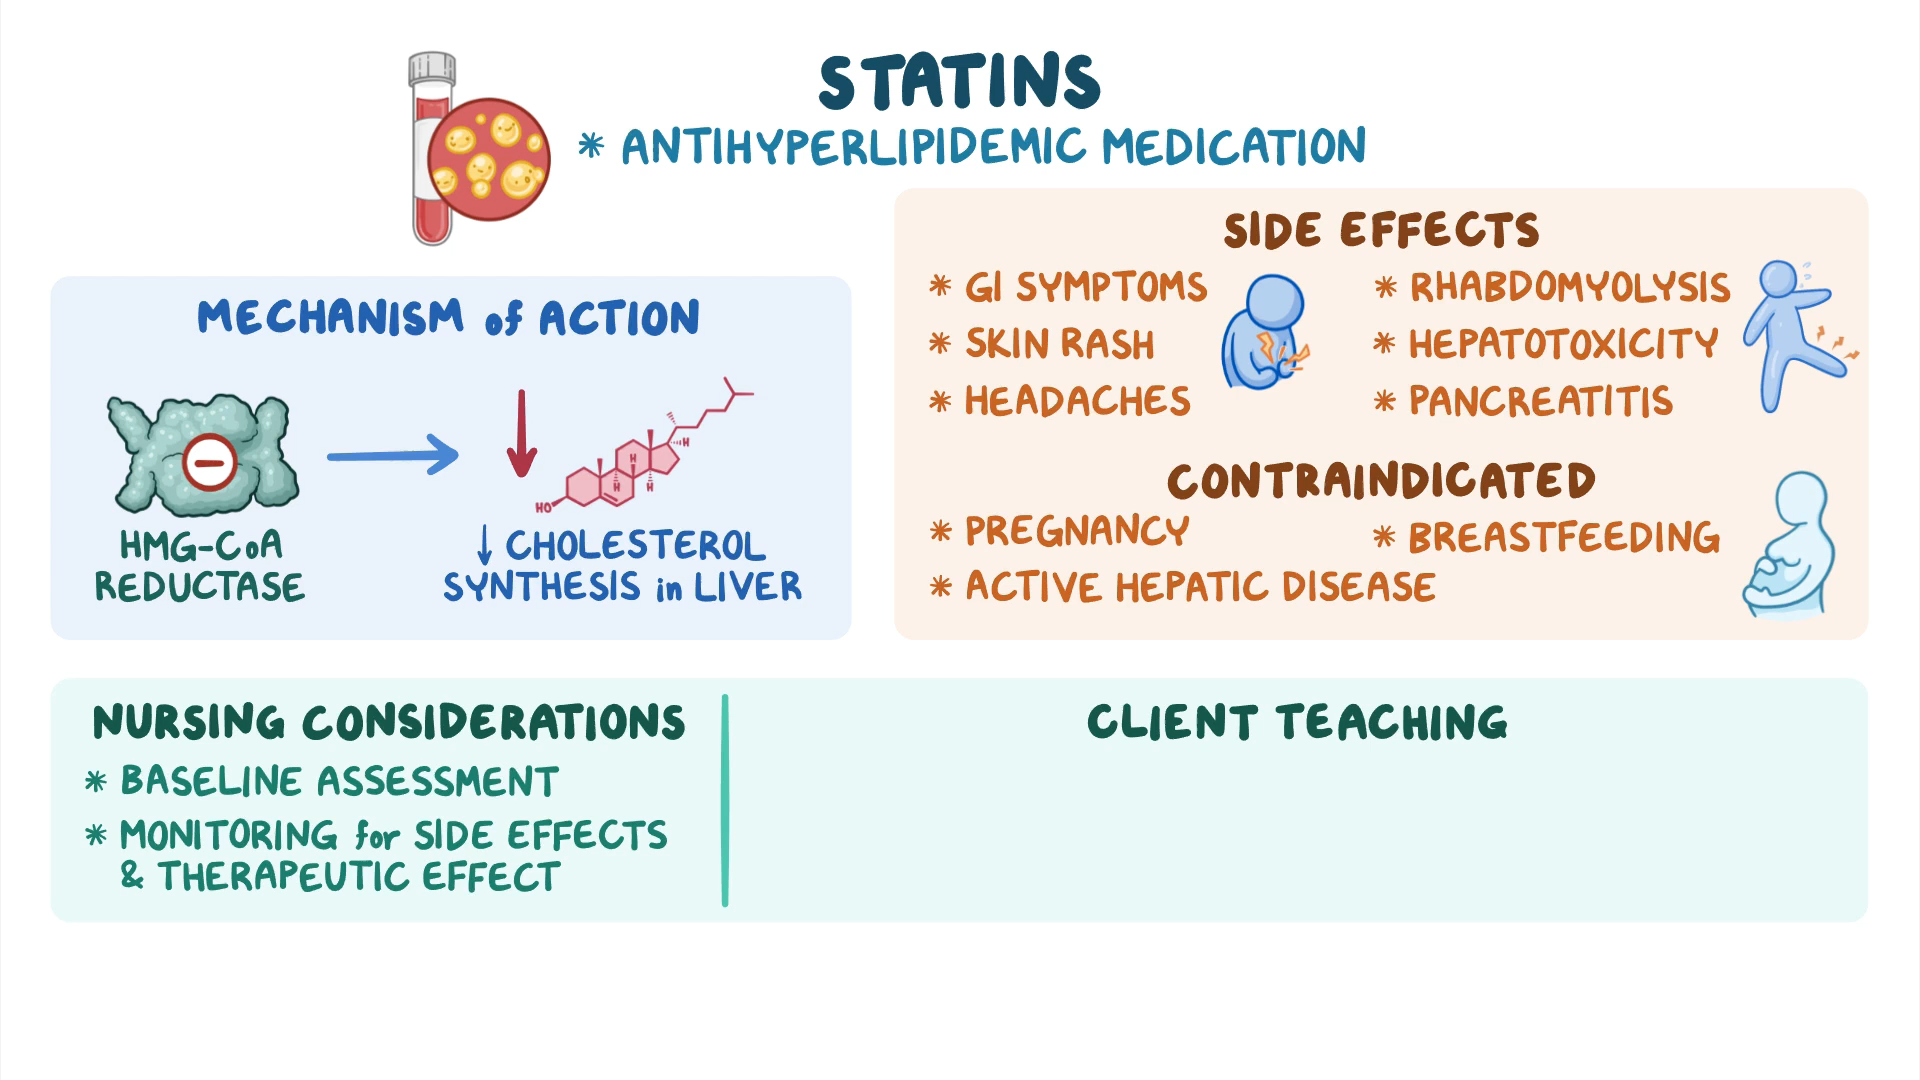 STATINS
* ANTIHYPERLIPIDEMIC MEDICATION
MECHANISM of ACTION
HMG-CoA
REDUCTASE
HO
H
H
H
H
↓ CHOLESTEROL
SYNTHESIS in LIVER
SIDE EFFECTS
* GI SYMPTOMS
* SKIN RASH
* HEADACHES
* RHABDOMYOLYSIS
* HEPATOTOXICITY
* PANCREATITIS
CONTRAINDICATED
* PREGNANCY
* BREASTFEEDING
* ACTIVE HEPATIC DISEASE
NURSING CONSIDERATIONS
* BASELINE ASSESSMENT
* MONITORING for SIDE EFFECTS
& THERAPEUTIC EFFECT
CLIENT TEACHING